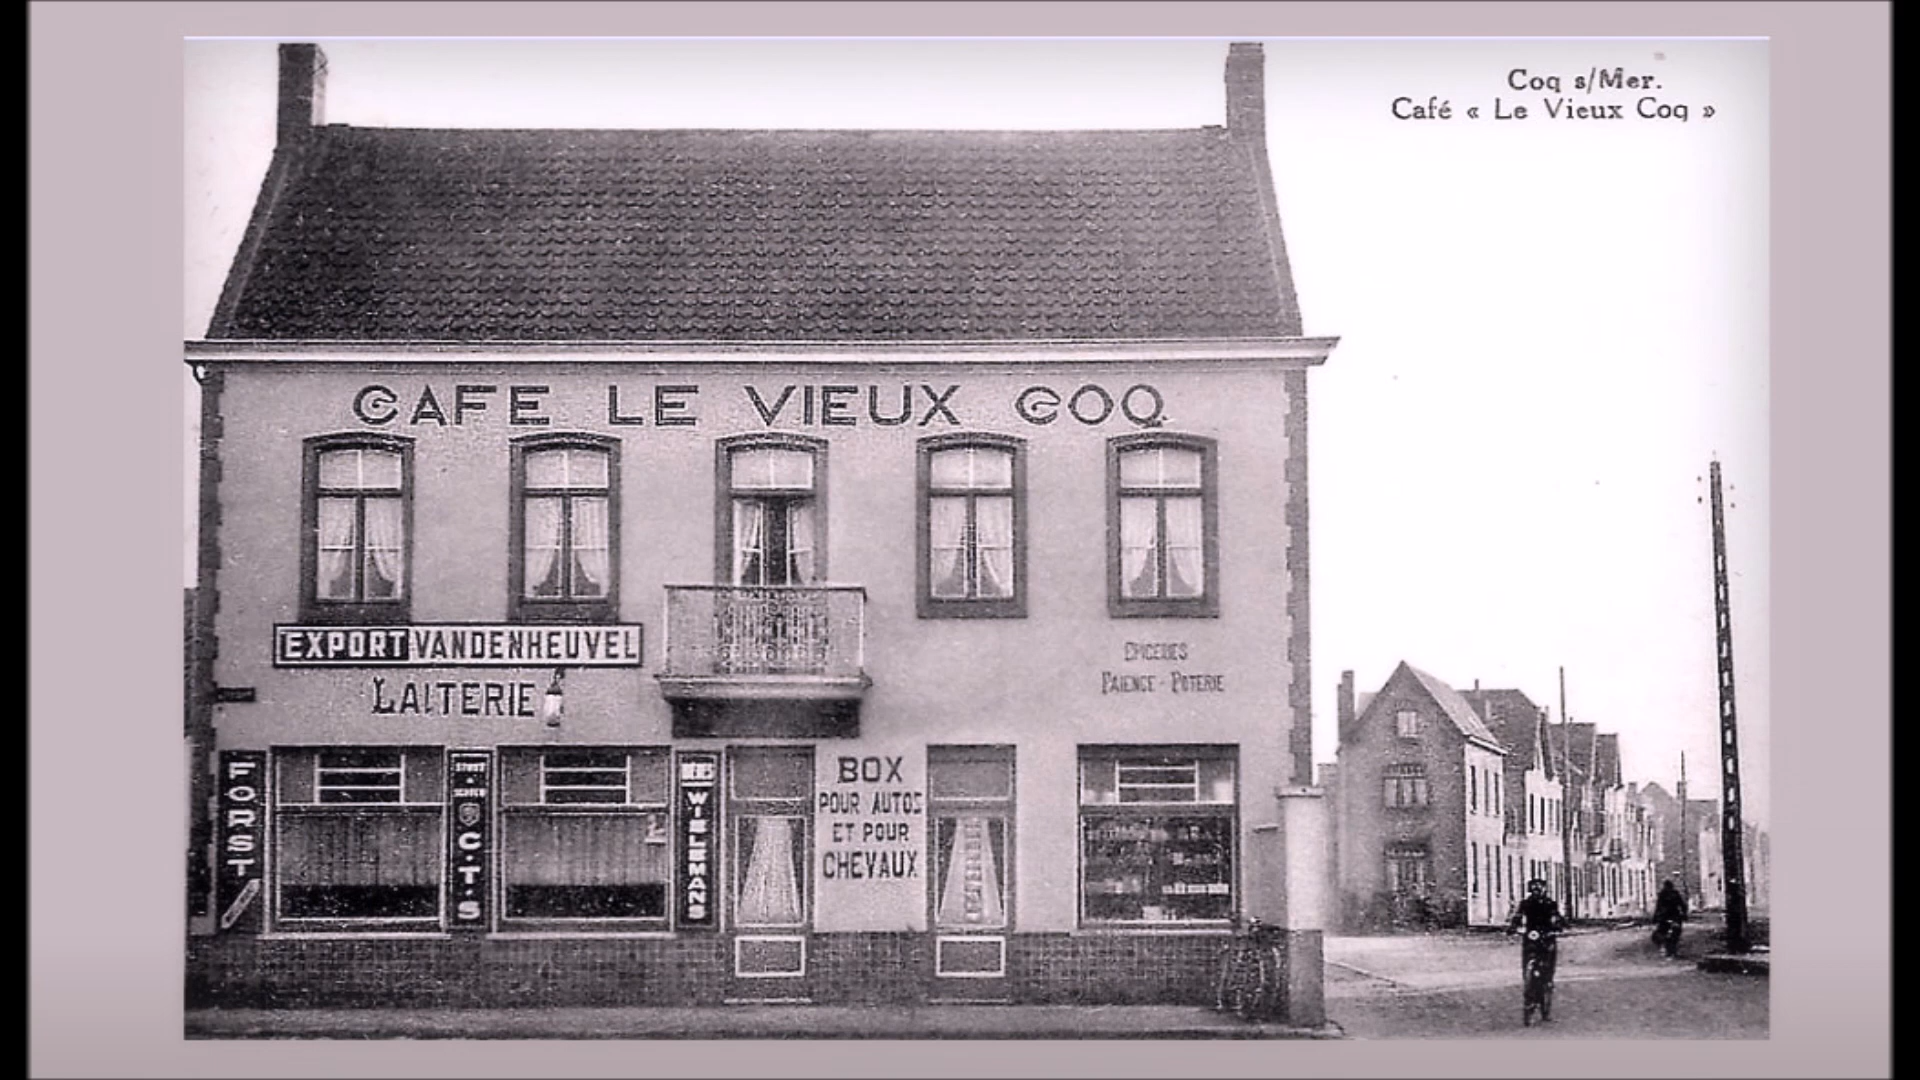 Coq s/Mer.
Café « Le Vieux Coq »
CAFE LE VIEUX COQ
EXPORT VANDENHEUVEL
LAITERIE
EPICERIES
FAIENCE - POTERIE
FORST
C.T.S
WIELEMANS
BOX
POUR AUTOS
ET POUR
CHEVAUX